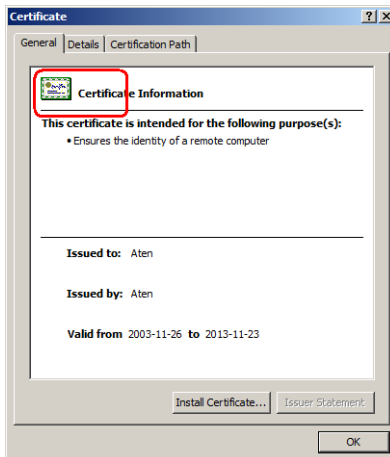 Certificate
General Details Certification Path
Certificate Information
This certificate is intended for the following purpose(s):
• Ensures the identity of a remote computer
Issued to: Aten
Issued by: Aten
Valid from 2003-11-26 to 2013-11-23
Install Certificate... Issuer Statement
OK